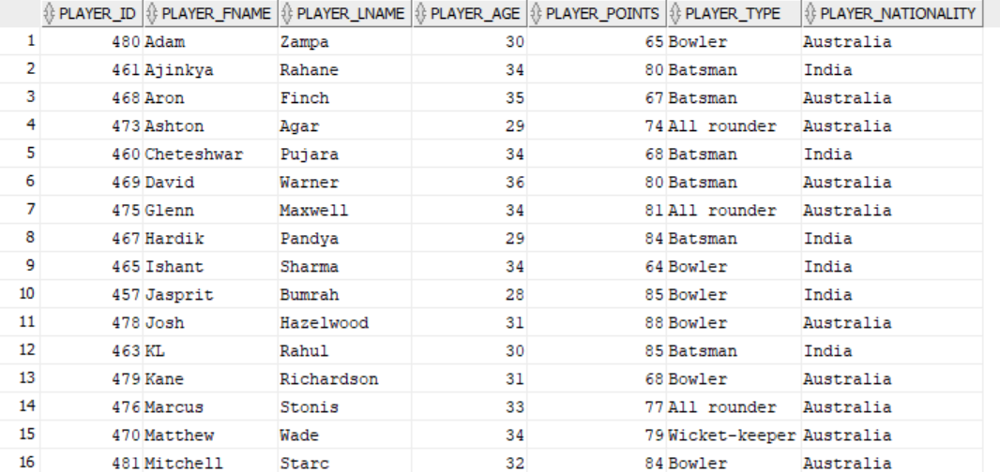 PLAYER_ID PLAYER_FNAME PLAYER_LNAME PLAYER_AGE PLAYER_POINTS PLAYER_TYPE PLAYER_NATIONALITY
1 480 Adam Zampa 30 65 Bowler Australia
2 461 Ajinkya Rahane 34 80 Batsman India
3 468 Aron Finch 35 67 Batsman Australia
4 473 Ashton Agar 29 74 All rounder Australia
5 460 Cheteshwar Pujara 34 68 Batsman India
6 469 David Warner 36 80 Batsman Australia
7 475 Glenn Maxwell 34 81 All rounder Australia
8 467 Hardik Pandya 29 84 Batsman India
9 465 Ishant Sharma 34 64 Bowler India
10 457 Jasprit Bumrah 28 85 Bowler India
11 478 Josh Hazelwood 31 88 Bowler Australia
12 463 KL Rahul 30 85 Batsman India
13 479 Kane Richardson 31 68 Bowler Australia
14 476 Marcus Stonis 33 77 All rounder Australia
15 470 Matthew Wade 34 79 Wicket-keeper Australia
16 481 Mitchell Starc 32 84 Bowler Australia